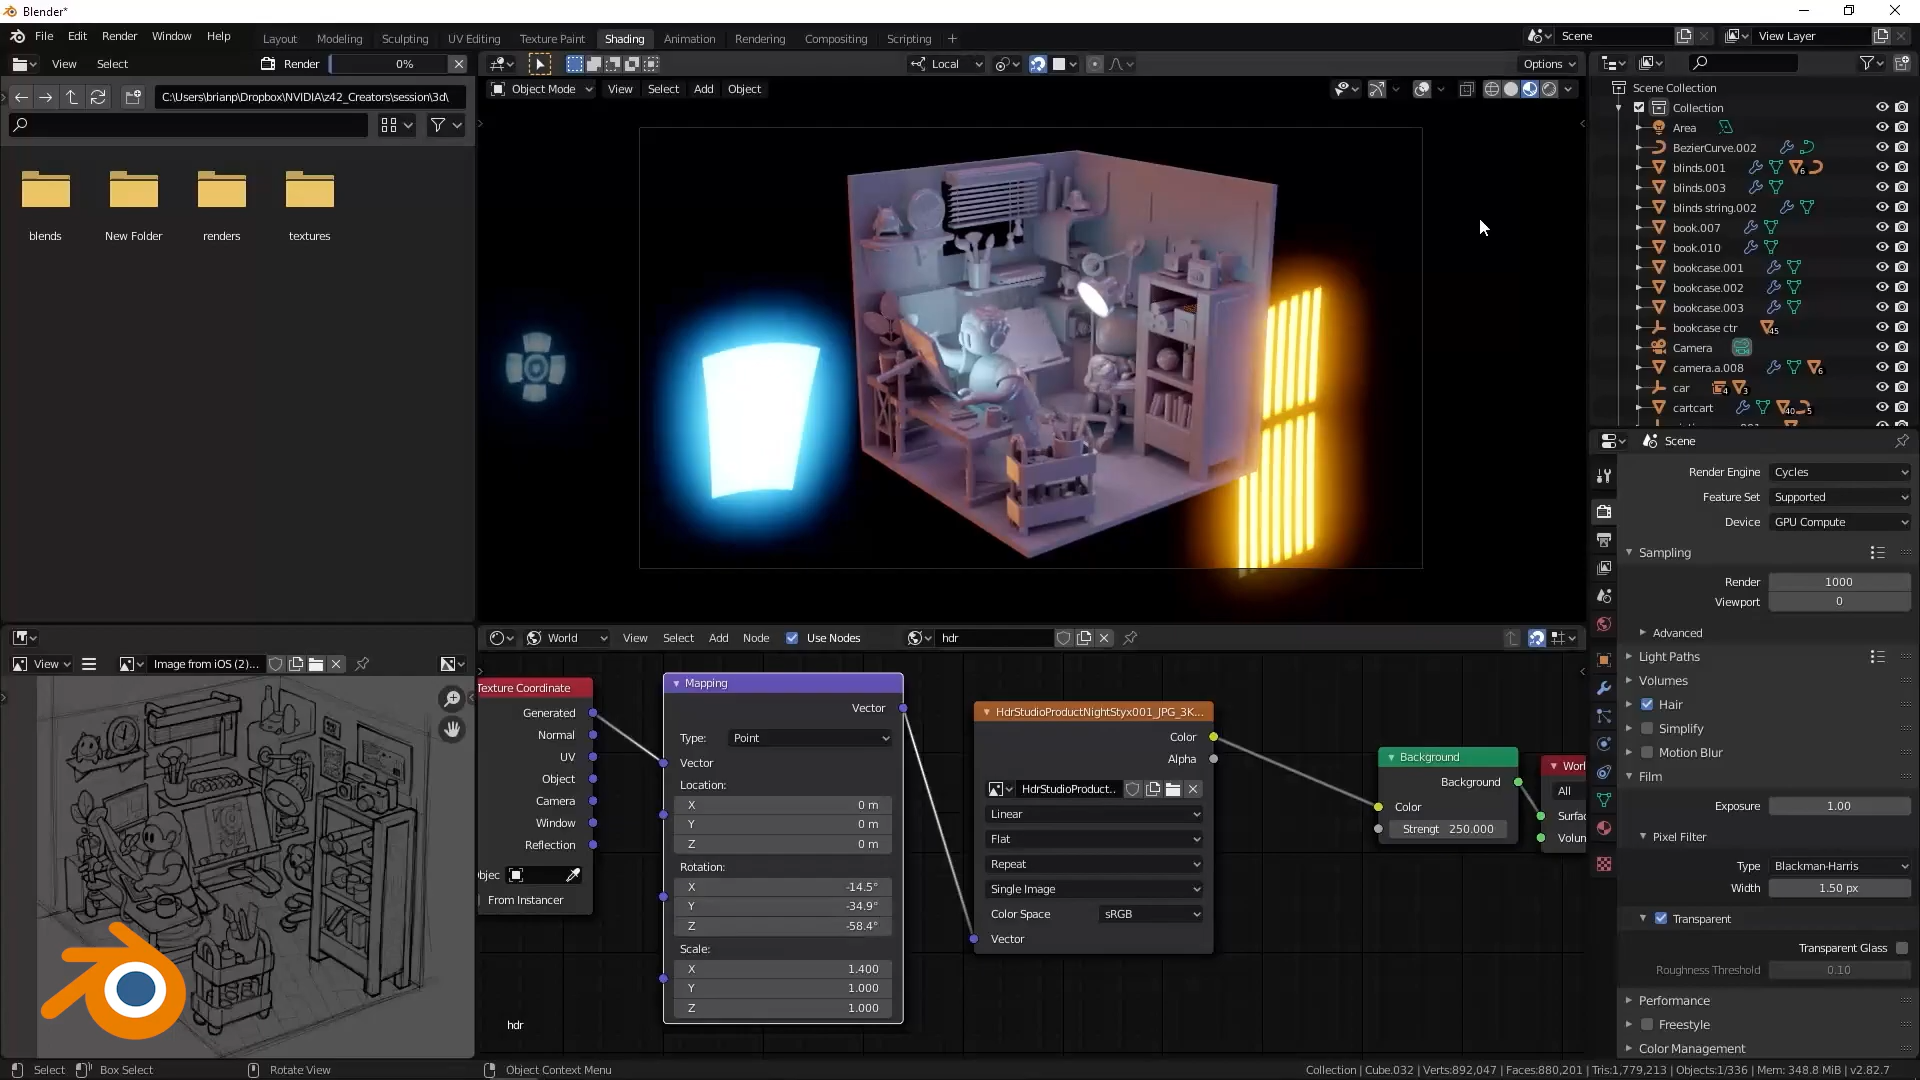 Blender*
File Edit Render Window Help
Layout Modeling Sculpting UV Editing Texture Paint Shading Animation Rendering Compositing Scripting +
Scene View Layer
View Select Render 0%
Local Options
C:\Users\brianp\Dropbox\NVIDIA\z42_Creators\session\3d\
Object Mode View Select Add Object
blends New Folder renders textures
Scene Collection
Collection
Area
BezierCurve.002
blinds.001 6
blinds.003
blinds string.002
book.007
book.010
bookcase.001
bookcase.002
bookcase.003
bookcase ctr 45
Camera
camera.a.008 6
car 4 3
cartcart 40 5
Scene
Render Engine Cycles
Feature Set Supported
Device GPU Compute
Sampling
Render 1000
Viewport 0
Advanced
Light Paths
Volumes
Hair
Simplify
Motion Blur
Film
Exposure 1.00
Pixel Filter
Type Blackman-Harris
Width 1.50 px
Transparent
Transparent Glass
Roughness Threshold 0.10
Performance
Freestyle
Color Management
View Image from iOS (2)...
World View Select Add Node Use Nodes hdr
Texture Coordinate
Generated
Normal
UV
Object
Camera
Window
Reflection
bjec
From Instancer
Mapping
Vector
Type: Point
Vector
Location:
X 0 m
Y 0 m
Z 0 m
Rotation:
X -14.5°
Y -34.9°
Z -58.4°
Scale:
X 1.400
Y 1.000
Z 1.000
HdrStudioProductNightStyx001_JPG_3K...
Color
Alpha
HdrStudioProduct..
Linear
Flat
Repeat
Single Image
Color Space sRGB
Vector
Background
Background
Color
Strengt 250.000
Worl
All
Surfac
Volun
hdr
Select Box Select Rotate View Object Context Menu
Collection | Cube.032 | Verts:892,047 | Faces:880,201 | Tris:1,779,213 | Objects:1/336 | Mem: 348.8 MiB | v2.82.7